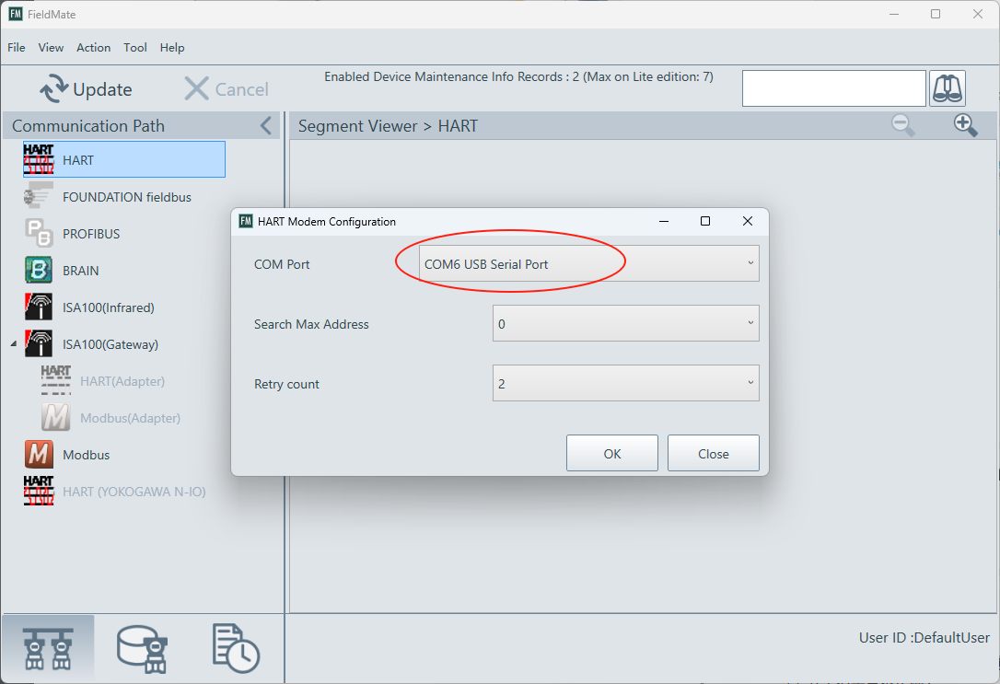 FM FieldMate
File View Action Tool Help
Update Cancel
Enabled Device Maintenance Info Records : 2 (Max on Lite edition: 7)
Communication Path
Segment Viewer > HART
HART HART
FOUNDATION fieldbus
PB PROFIBUS
B BRAIN
ISA100(Infrared)
ISA100(Gateway)
HART HART(Adapter)
M Modbus(Adapter)
M Modbus
HART HART (YOKOGAWA N-IO)
FM HART Modem Configuration
COM Port COM6 USB Serial Port
Search Max Address 0
Retry count 2
OK Close
User ID :DefaultUser